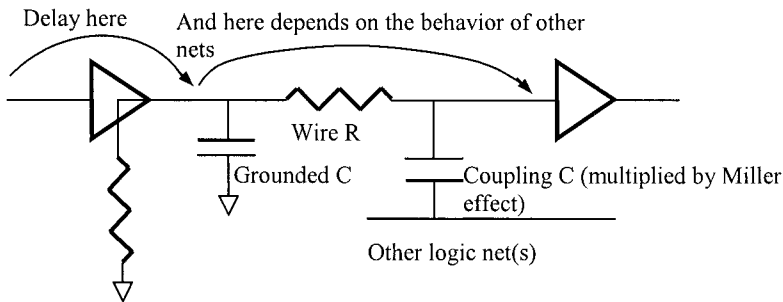 Delay here
And here depends on the behavior of other
nets
Wire R
Grounded C
Coupling C (multiplied by Miller
effect)
Other logic net(s)